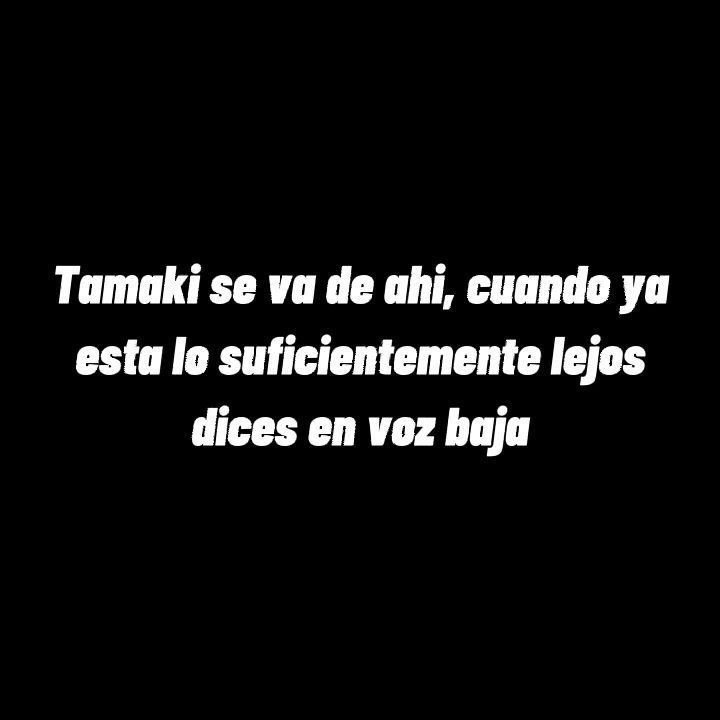 Tamaki se va de ahi, cuando ya
esta lo suficientemente lejos
dices en voz baja